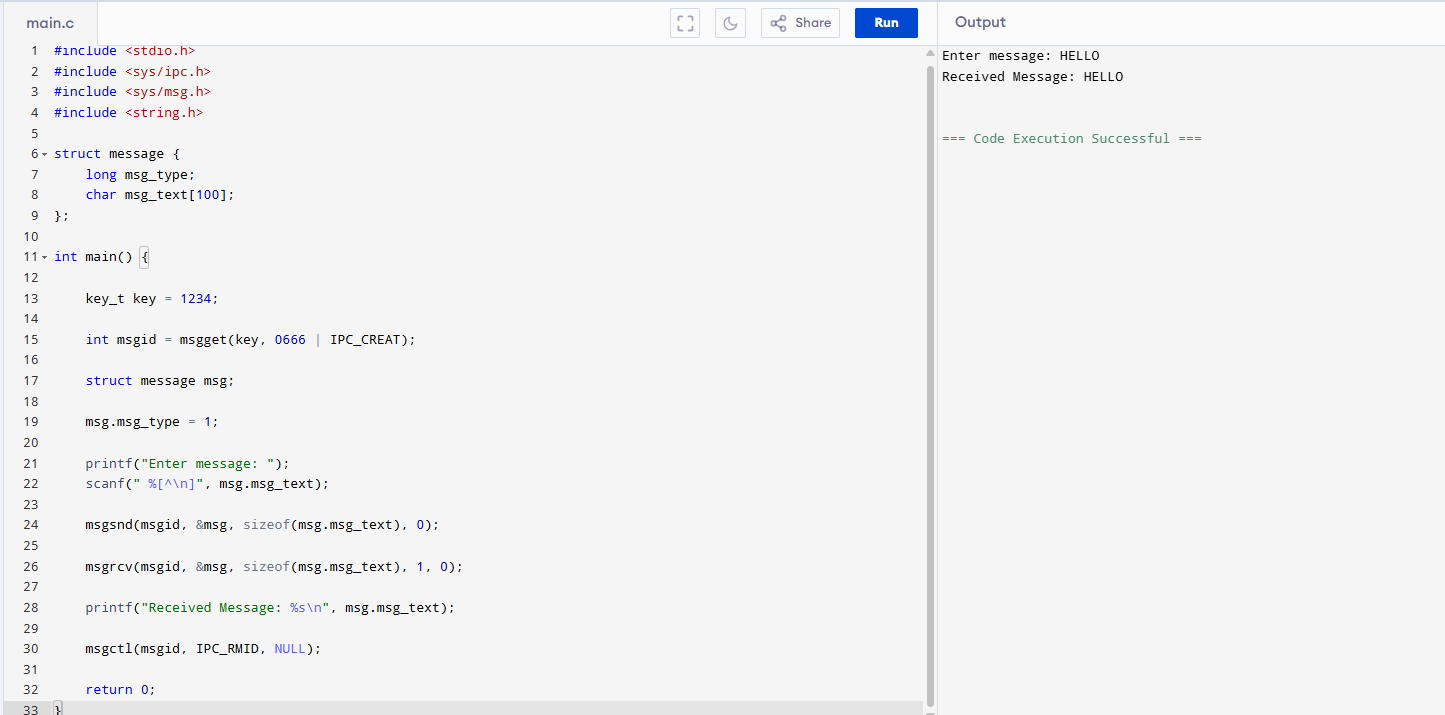 main.c
Share
Run
Output
1 #include <stdio.h>
2 #include <sys/ipc.h>
3 #include <sys/msg.h>
4 #include <string.h>
5
6 struct message {
7     long msg_type;
8     char msg_text[100];
9 };
10
11 int main() {
12
13     key_t key = 1234;
14
15     int msgid = msgget(key, 0666 | IPC_CREAT);
16
17     struct message msg;
18
19     msg.msg_type = 1;
20
21     printf("Enter message: ");
22     scanf(" %[^\n]", msg.msg_text);
23
24     msgsnd(msgid, &msg, sizeof(msg.msg_text), 0);
25
26     msgrcv(msgid, &msg, sizeof(msg.msg_text), 1, 0);
27
28     printf("Received Message: %s\n", msg.msg_text);
29
30     msgctl(msgid, IPC_RMID, NULL);
31
32     return 0;
33 }
Enter message: HELLO
Received Message: HELLO
=== Code Execution Successful ===